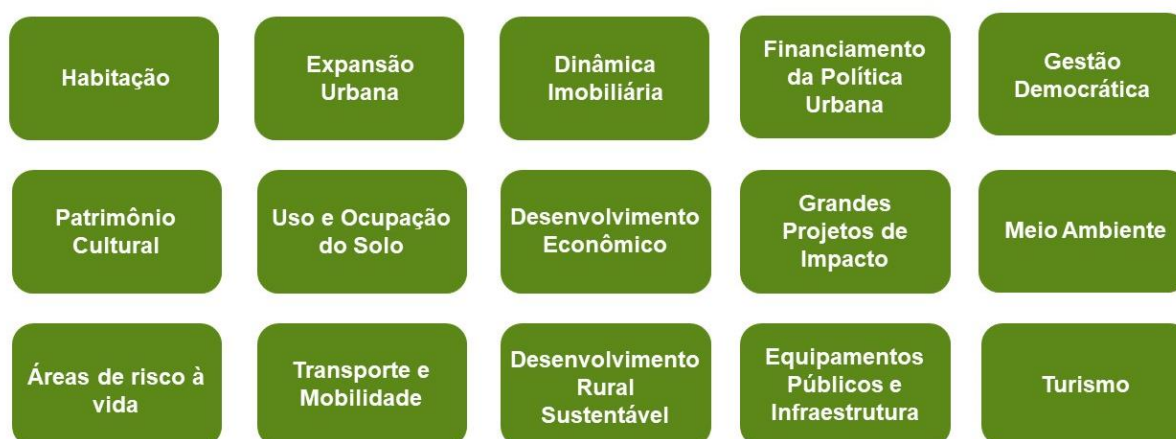 Habitação
Expansão
Urbana
Dinâmica
Imobiliária
Financiamento
da Política
Urbana
Gestão
Democrática
Patrimônio
Cultural
Uso e Ocupação
do Solo
Desenvolvimento
Econômico
Grandes
Projetos de
Impacto
Meio Ambiente
Áreas de risco à
vida
Transporte e
Mobilidade
Desenvolvimento
Rural
Sustentável
Equipamentos
Públicos e
Infraestrutura
Turismo